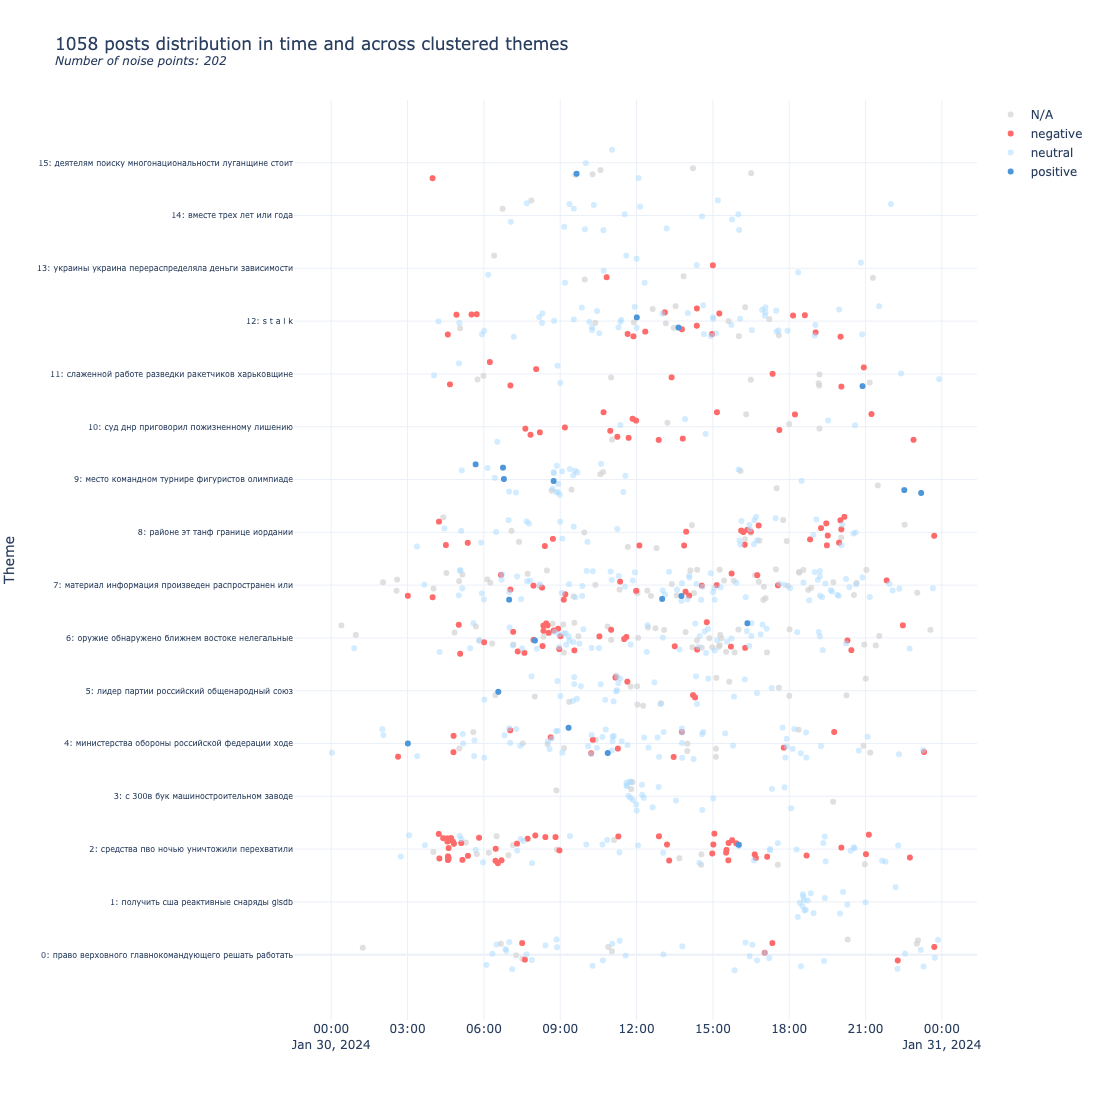 1058 posts distribution in time and across clustered themes
Number of noise points: 202
N/A
negative
neutral
positive
Theme
15: деятелям поиску многонациональности луганщине стоит
14: вместе трех лет или года
13: украины украина перераспределяла деньги зависимости
12: s t a l k
11: слаженной работе разведки ракетчиков харьковщине
10: суд днр приговорил пожизненному лишению
9: место командном турнире фигуристов олимпиаде
8: районе эт танф границе иордании
7: материал информация произведен распространен или
6: оружие обнаружено ближнем востоке нелегальные
5: лидер партии российский общенародный союз
4: министерства обороны российской федерации ходе
3: с 300в бук машиностроительном заводе
2: средства пво ночью уничтожили перехватили
1: получить сша реактивные снаряды glsdb
0: право верховного главнокомандующего решать работать
00:00 03:00 06:00 09:00 12:00 15:00 18:00 21:00 00:00
Jan 30, 2024 Jan 31, 2024